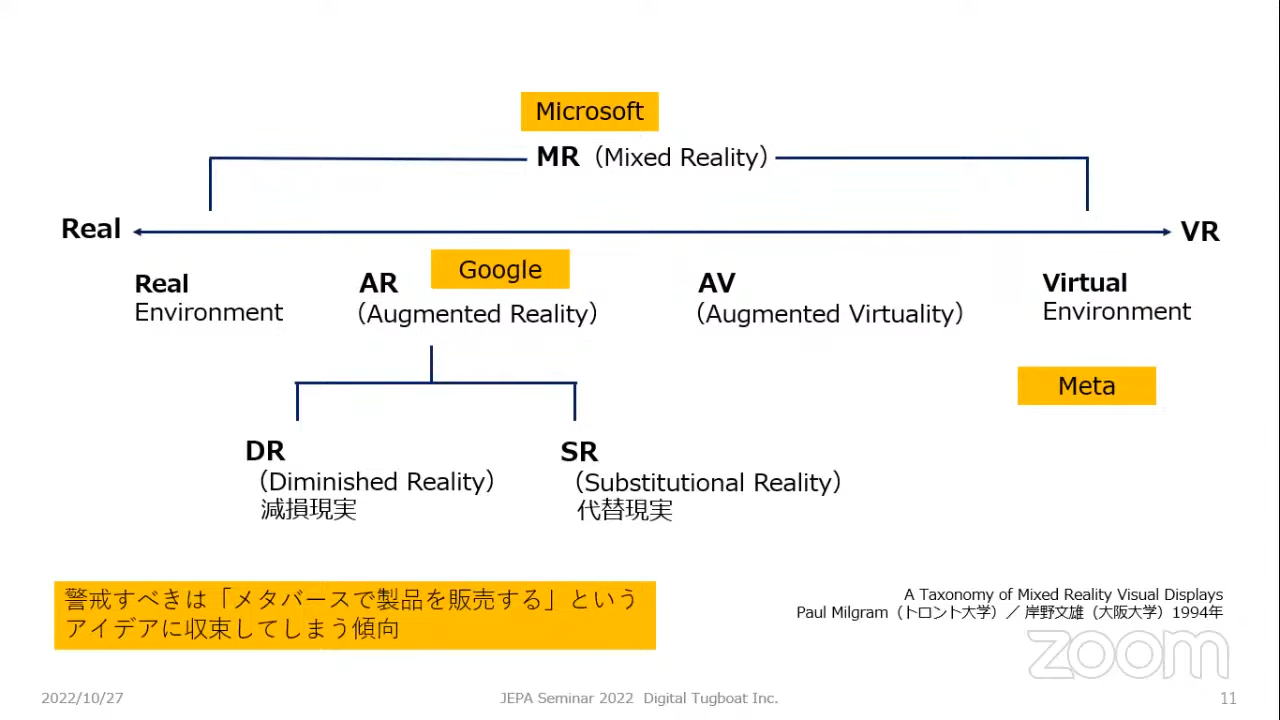 Microsoft
MR（Mixed Reality）
Real
VR
Google
Real
Environment
AR
（Augmented Reality）
AV
（Augmented Virtuality）
Virtual
Environment
Meta
DR
（Diminished Reality）
減損現実
SR
（Substitutional Reality）
代替現実
警戒すべきは「メタバースで製品を販売する」という
アイデアに収束してしまう傾向
A Taxonomy of Mixed Reality Visual Displays
Paul Milgram（トロント大学）／ 岸野文雄（大阪大学）1994年
zoom
2022/10/27
JEPA Seminar 2022 Digital Tugboat Inc.
11